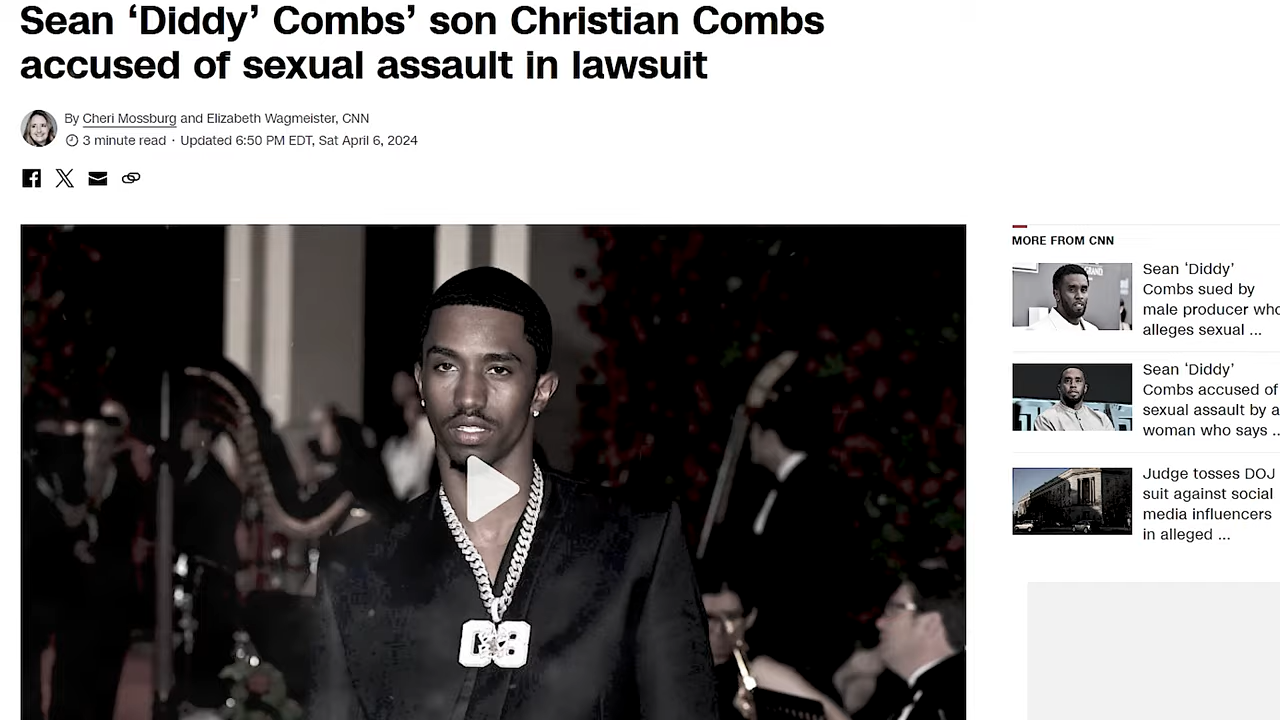 Sean ‘Diddy’ Combs’ son Christian Combs
accused of sexual assault in lawsuit
By Cheri Mossburg and Elizabeth Wagmeister, CNN
3 minute read · Updated 6:50 PM EDT, Sat April 6, 2024
MORE FROM CNN
Sean ‘Diddy’
Combs sued by
male producer who
alleges sexual ...
Sean ‘Diddy’
Combs accused of
sexual assault by a
woman who says ...
Judge tosses DOJ
suit against social
media influencers
in alleged ...